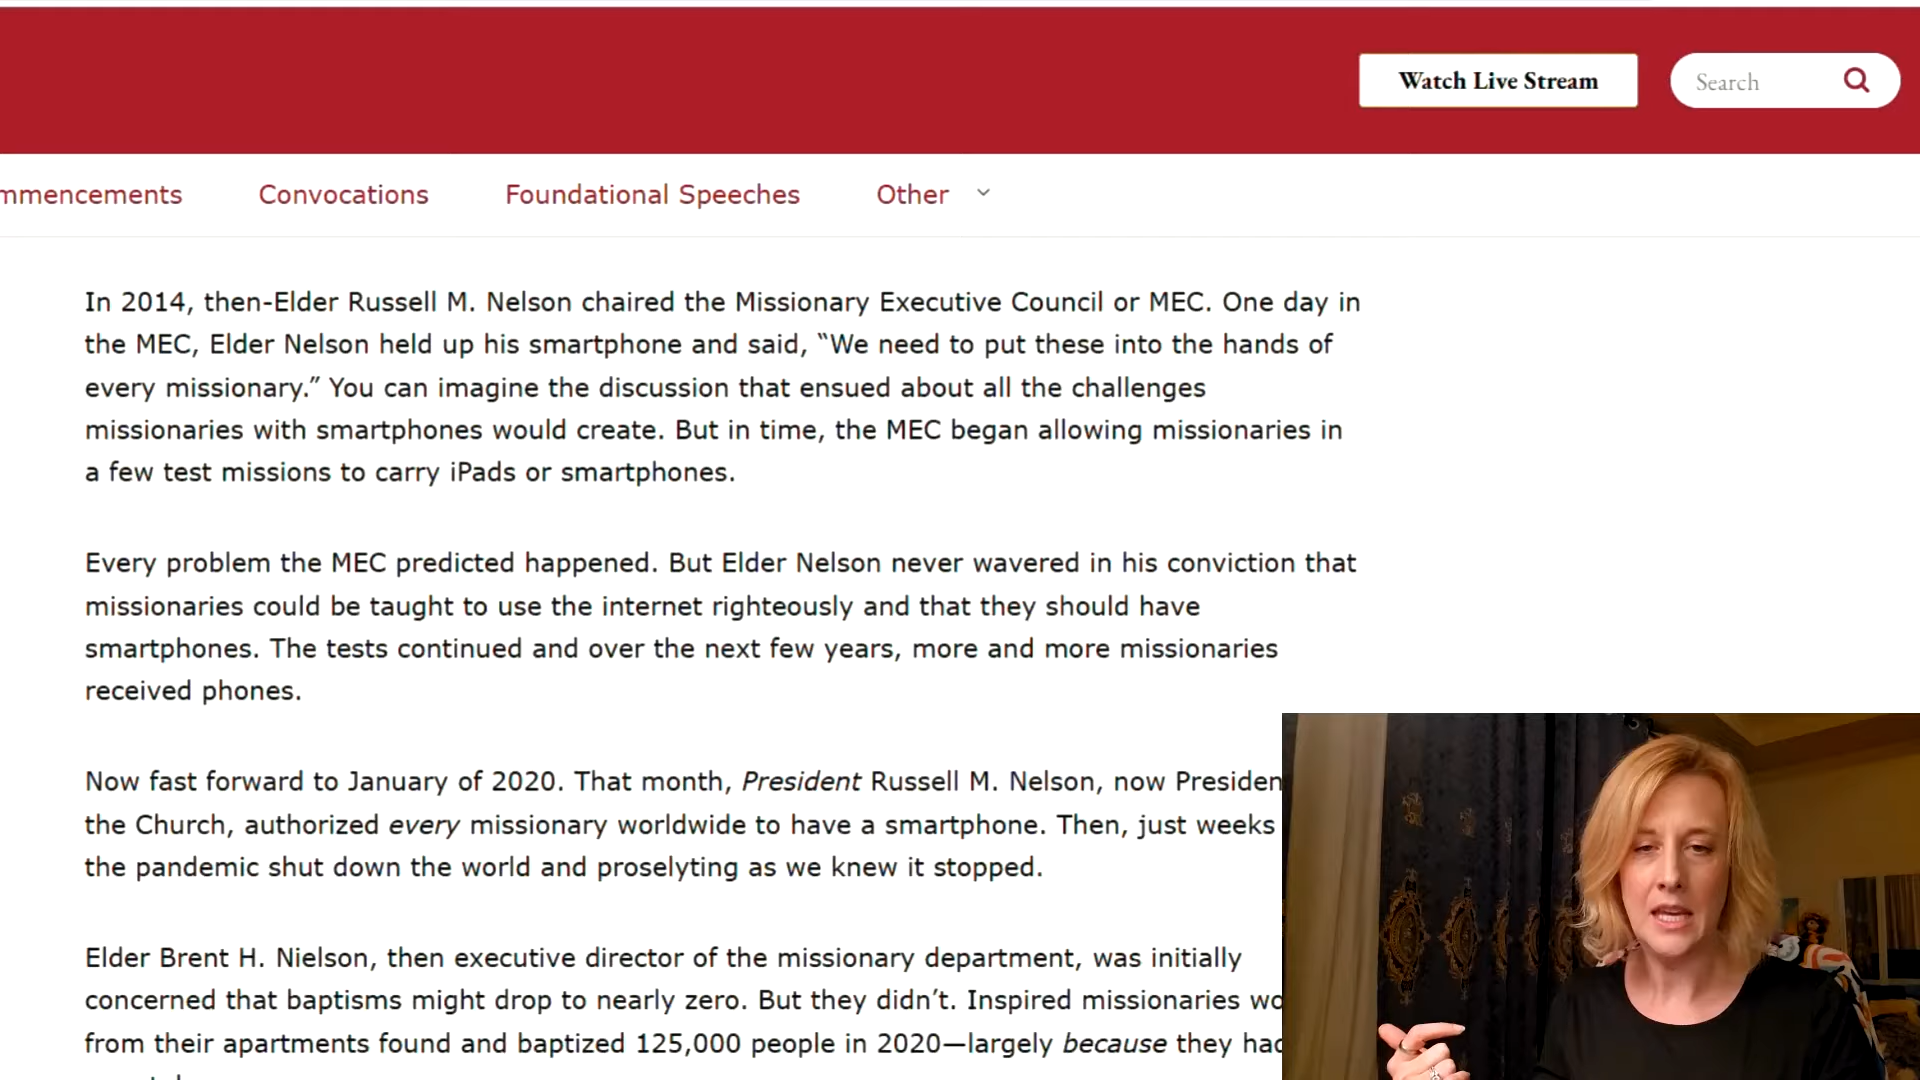 Watch Live Stream
Search
mmencements Convocations Foundational Speeches Other
In 2014, then-Elder Russell M. Nelson chaired the Missionary Executive Council or MEC. One day in
the MEC, Elder Nelson held up his smartphone and said, “We need to put these into the hands of
every missionary.” You can imagine the discussion that ensued about all the challenges
missionaries with smartphones would create. But in time, the MEC began allowing missionaries in
a few test missions to carry iPads or smartphones.
Every problem the MEC predicted happened. But Elder Nelson never wavered in his conviction that
missionaries could be taught to use the internet righteously and that they should have
smartphones. The tests continued and over the next few years, more and more missionaries
received phones.
Now fast forward to January of 2020. That month, President Russell M. Nelson, now Presiden
the Church, authorized every missionary worldwide to have a smartphone. Then, just weeks
the pandemic shut down the world and proselyting as we knew it stopped.
Elder Brent H. Nielson, then executive director of the missionary department, was initially
concerned that baptisms might drop to nearly zero. But they didn’t. Inspired missionaries wo
from their apartments found and baptized 125,000 people in 2020—largely because they had